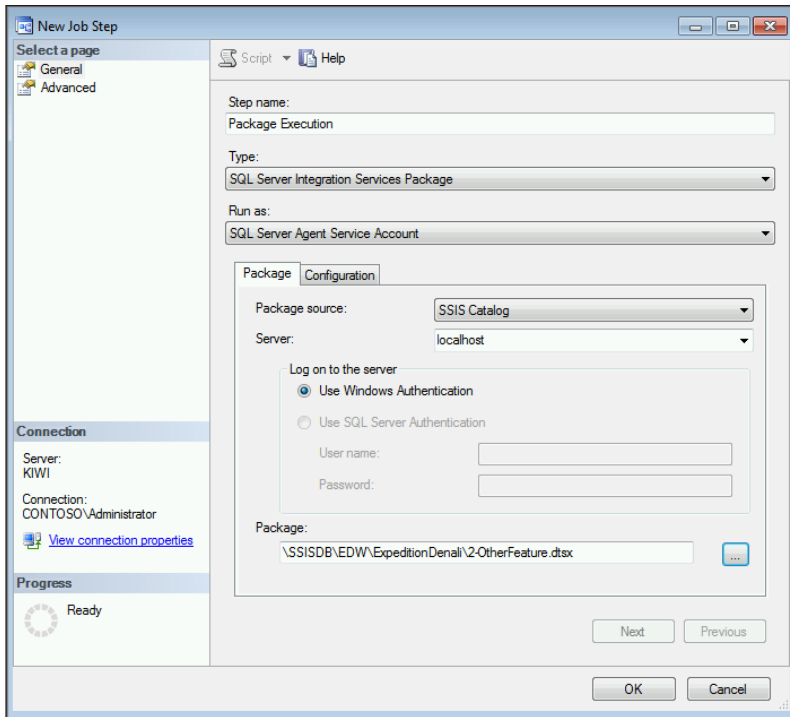 New Job Step
Select a page
General
Advanced
Script
Help
Step name:
Package Execution
Type:
SQL Server Integration Services Package
Run as:
SQL Server Agent Service Account
Package
Configuration
Package source:
SSIS Catalog
Server:
localhost
Log on to the server
Use Windows Authentication
Use SQL Server Authentication
User name:
Password:
Package:
\SSISDB\EDW\ExpeditionDenali\2-OtherFeature.dtsx
...
Connection
Server:
KIWI
Connection:
CONTOSO\Administrator
View connection properties
Progress
Ready
Next
Previous
OK
Cancel